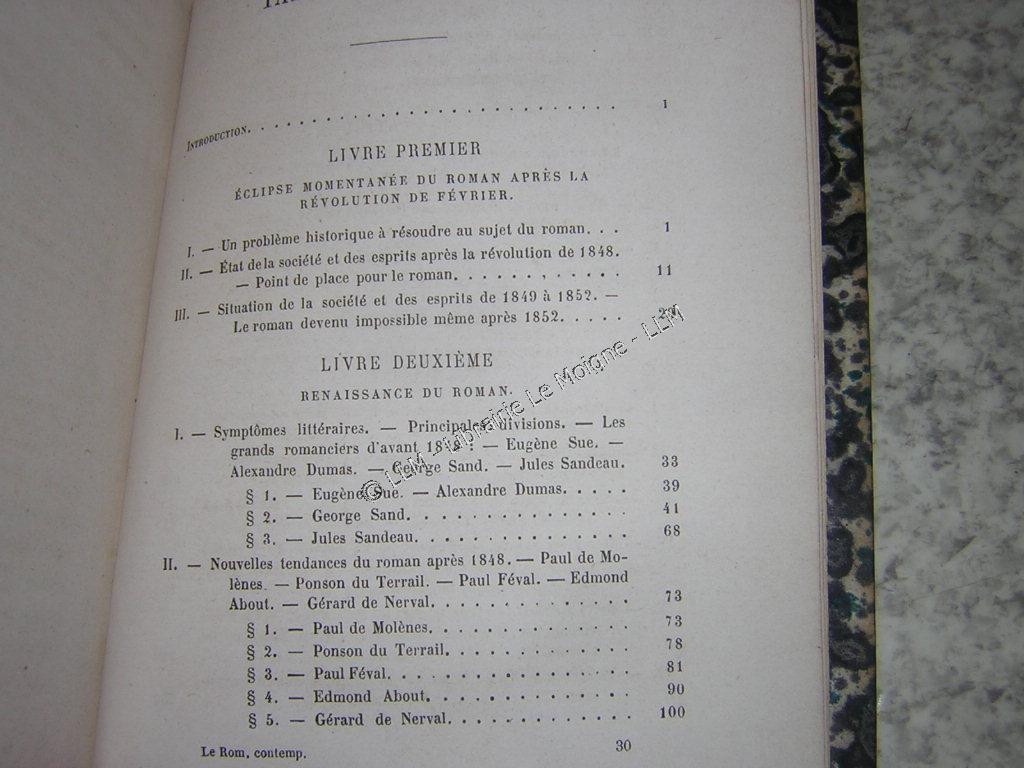 INTRODUCTION. . . . . . . . . . . . . . . . . . . . . . . . . . . . 1
LIVRE PREMIER
ÉCLIPSE MOMENTANÉE DU ROMAN APRÈS LA
RÉVOLUTION DE FÉVRIER.
I. — Un problème historique à résoudre au sujet du roman. . . 1
II. — État de la société et des esprits après la révolution de 1848.
— Point de place pour le roman. . . . . . . . . . . . 11
III. — Situation de la société et des esprits de 1849 à 1852. —
Le roman devenu impossible même après 1852. . . . .
LIVRE DEUXIÈME
RENAISSANCE DU ROMAN.
I. — Symptômes littéraires. — Principales divisions. — Les
grands romanciers d'avant 1848 : — Eugène Sue. —
Alexandre Dumas. — George Sand. — Jules Sandeau. 33
§ 1. — Eugène Sue. — Alexandre Dumas. . . . . 39
§ 2. — George Sand. . . . . . . . . . . . . . 41
§ 3. — Jules Sandeau. . . . . . . . . . . . . 68
II. — Nouvelles tendances du roman après 1848. — Paul de Mo-
lènes. — Ponson du Terrail. — Paul Féval. — Edmond
About. — Gérard de Nerval. . . . . . . . . . . . 73
§ 1. — Paul de Molènes. . . . . . . . . . . . 73
§ 2. — Ponson du Terrail. . . . . . . . . . . 78
§ 3. — Paul Féval. . . . . . . . . . . . . . 81
§ 4. — Edmond About. . . . . . . . . . . . . 90
§ 5. — Gérard de Nerval. . . . . . . . . . . 100
Le Rom. contemp. 30
© LLM - Librairie Le Moigne - LLM